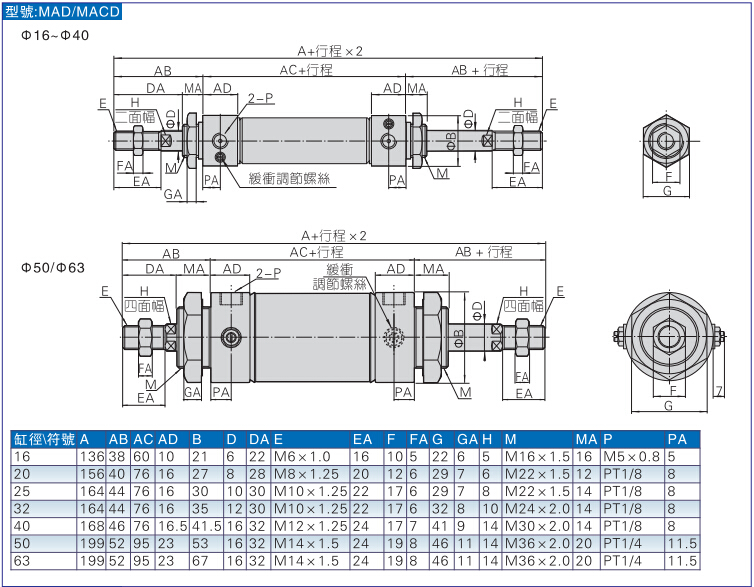 型號:MAD/MACD
Φ16~Φ40
A+行程×2
AB AC+行程 AB + 行程
DA MA AD AD MA
E H 二面幅 ΦD 2-P ΦB ΦD H 二面幅 E
FA EA M GA PA 緩衝調節螺絲 PA M FA EA
F
G
Φ50/Φ63
A+行程×2
AB AC+行程 AB + 行程
DA MA AD 2-P 緩衝 AD MA
調節螺絲
E H 四面幅 ΦB ΦD H 四面幅 E
FA EA M GA PA PA M FA EA
F 7
G
缸徑\符號 A AB AC AD B D DA E EA F FA G GA H M MA P PA
16 136 38 60 10 21 6 22 M6×1.0 16 10 5 22 6 5 M16×1.5 16 M5×0.8 5
20 156 40 76 16 27 8 28 M8×1.25 20 12 6 29 7 6 M22×1.5 12 PT1/8 8
25 164 44 76 16 30 10 30 M10×1.25 22 17 6 29 7 8 M22×1.5 14 PT1/8 8
32 164 44 76 16 35 12 30 M10×1.25 22 17 6 32 8 10 M24×2.0 14 PT1/8 8
40 168 46 76 16.5 41.5 16 32 M12×1.25 24 17 7 41 9 14 M30×2.0 14 PT1/8 8
50 199 52 95 23 53 16 32 M14×1.5 24 19 8 46 11 14 M36×2.0 20 PT1/4 11.5
63 199 52 95 23 67 16 32 M14×1.5 24 19 8 46 11 14 M36×2.0 20 PT1/4 11.5